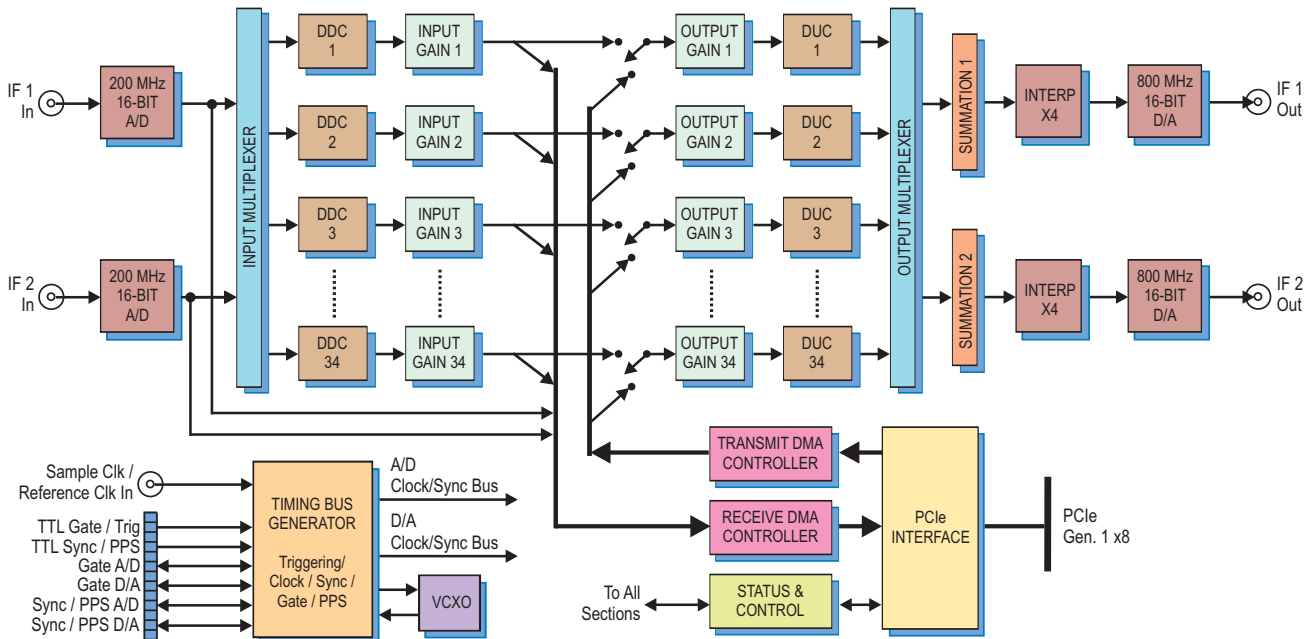 IF 1
In
200 MHz
16-BIT
A/D
IF 2
In
200 MHz
16-BIT
A/D
INPUT MULTIPLEXER
DDC
1
INPUT
GAIN 1
DDC
2
INPUT
GAIN 2
DDC
3
INPUT
GAIN 3
DDC
34
INPUT
GAIN 34
OUTPUT
GAIN 1
DUC
1
OUTPUT
GAIN 2
DUC
2
OUTPUT
GAIN 3
DUC
3
OUTPUT
GAIN 34
DUC
34
OUTPUT MULTIPLEXER
SUMMATION 1
INTERP
X4
800 MHz
16-BIT
D/A
IF 1
Out
SUMMATION 2
INTERP
X4
800 MHz
16-BIT
D/A
IF 2
Out
Sample Clk /
Reference Clk In
TTL Gate / Trig
TTL Sync / PPS
Gate A/D
Gate D/A
Sync / PPS A/D
Sync / PPS D/A
TIMING BUS
GENERATOR
Triggering/
Clock / Sync /
Gate / PPS
A/D
Clock/Sync Bus
D/A
Clock/Sync Bus
VCXO
TRANSMIT DMA
CONTROLLER
RECEIVE DMA
CONTROLLER
To All
Sections
STATUS &
CONTROL
PCIe
INTERFACE
PCIe
Gen. 1 x8